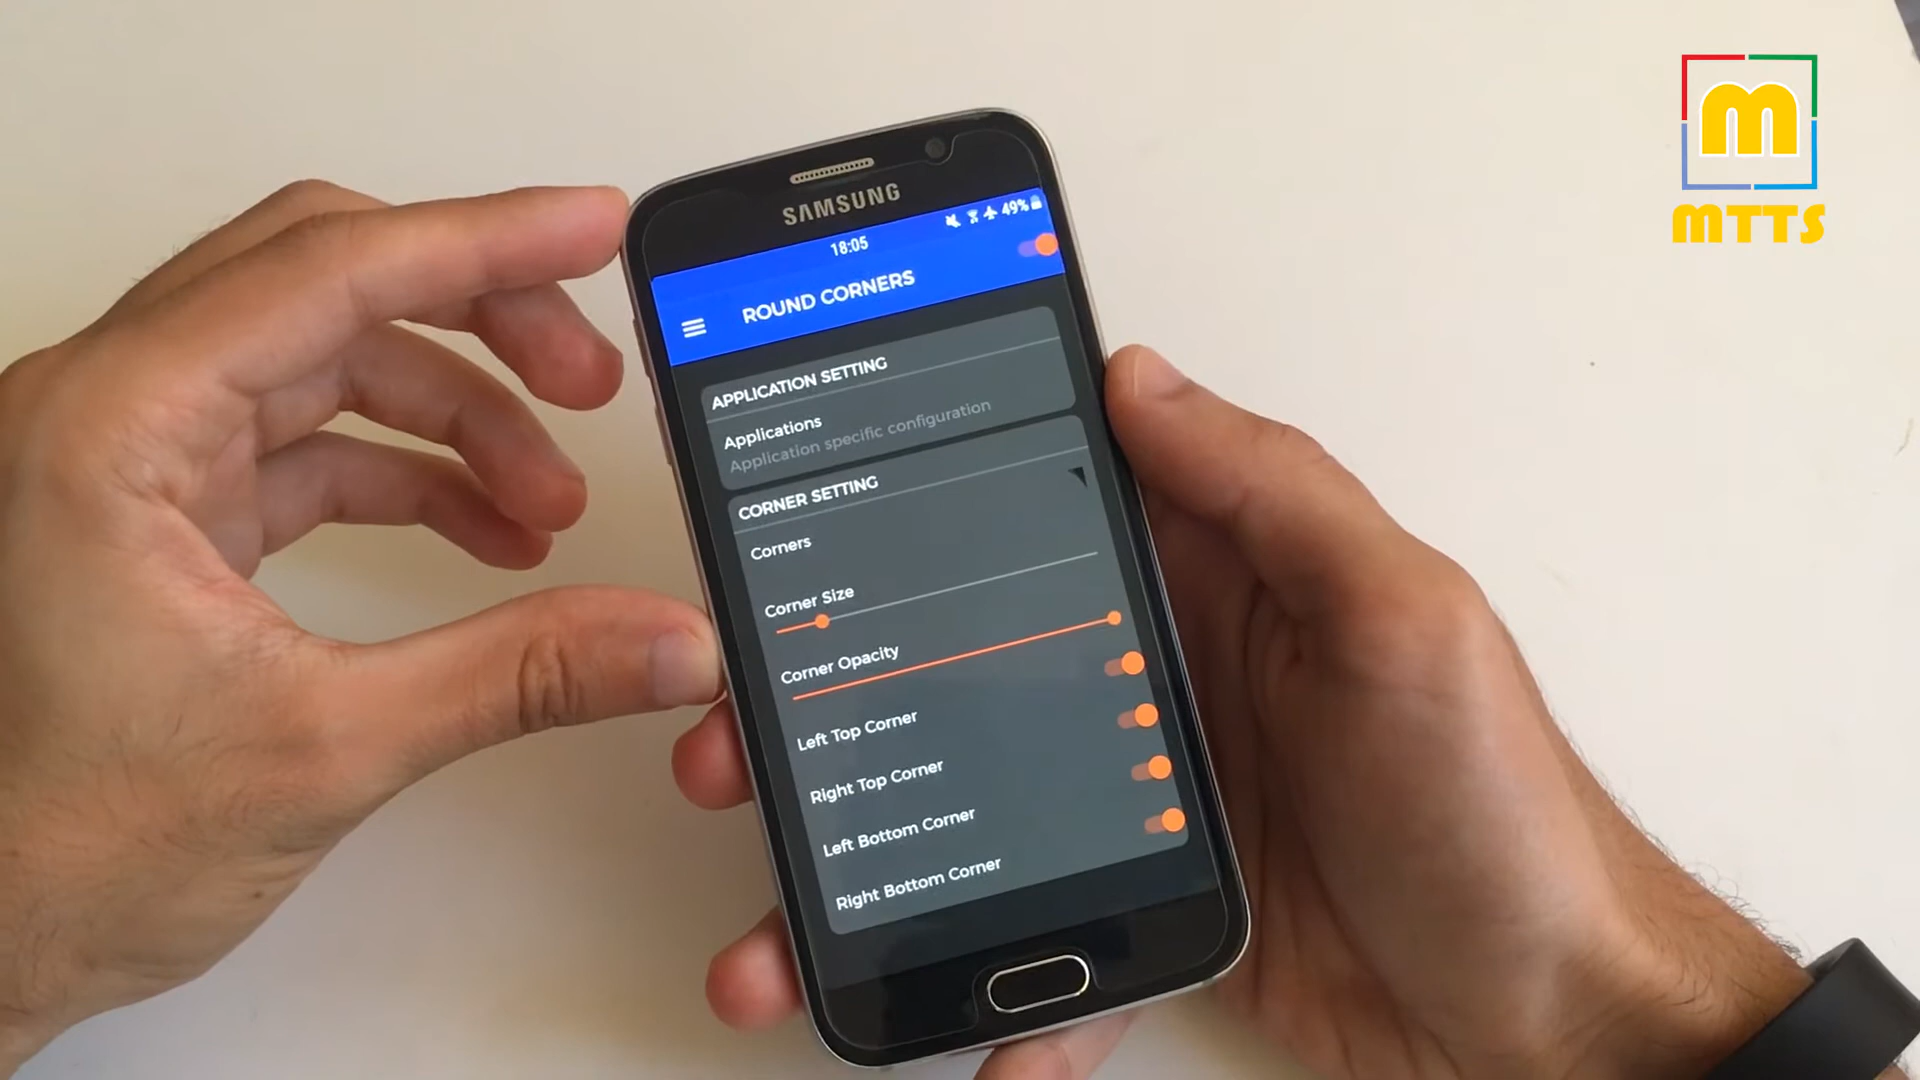 m
MTTS
SAMSUNG
18:05
49%
ROUND CORNERS
APPLICATION SETTING
Applications
Application specific configuration
CORNER SETTING
Corners
Corner Size
Corner Opacity
Left Top Corner
Right Top Corner
Left Bottom Corner
Right Bottom Corner